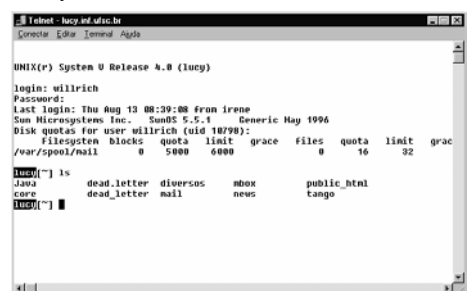 Telnet - lucy.inf.ufsc.br
Conectar Editar Terminal Ajuda
UNIX(r) System V Release 4.0 (lucy)
login: willrich
Password:
Last login: Thu Aug 13 08:39:08 from irene
Sun Microsystems Inc. SunOS 5.5.1 Generic May 1996
Disk quotas for user willrich (uid 10798):
Filesystem blocks quota limit grace files quota limit grac
/var/spool/mail 0 5000 6000 0 16 32
lucy[~] ls
Java dead.letter diversos mbox public_html
core dead_letter mail news tango
lucy[~]